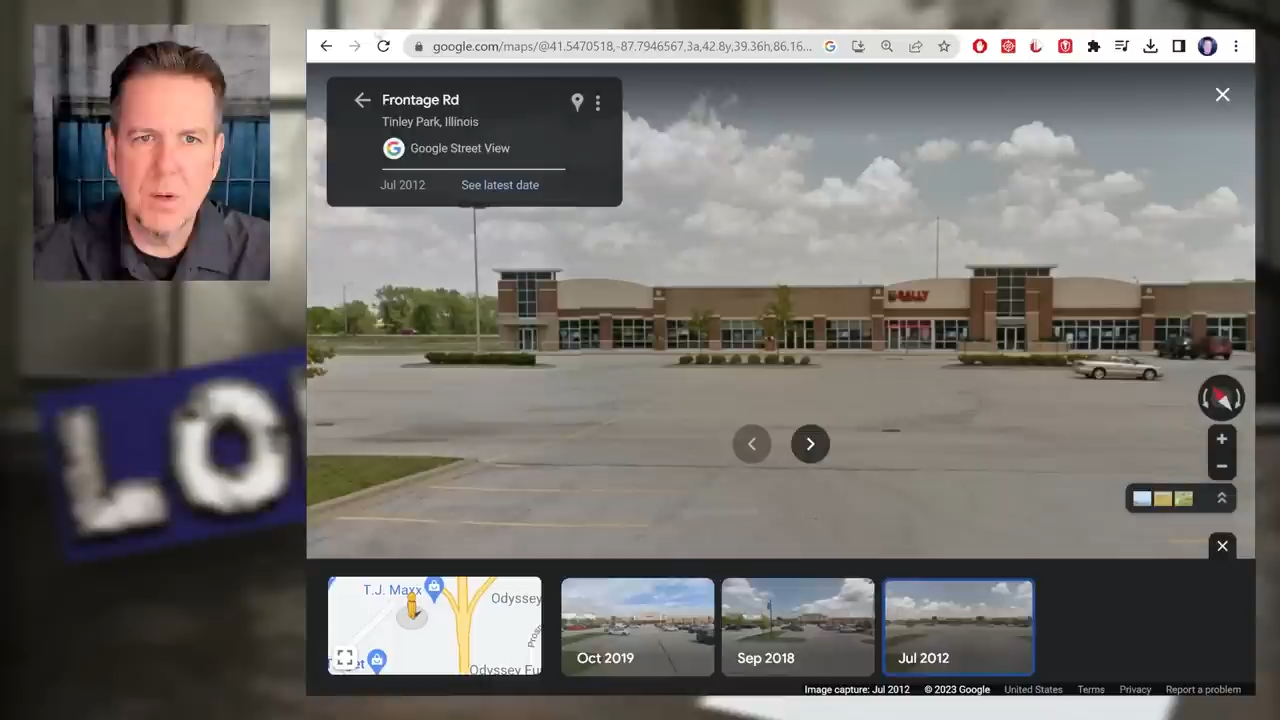 google.com/maps/@41.5470518,-87.7946567,3a,42.8y,39.36h,86.16...
Frontage Rd
Tinley Park, Illinois
Google Street View
Jul 2012
See latest date
LO
T.J. Maxx
Odyssey
Odyssey Fu
Oct 2019
Sep 2018
Jul 2012
Image capture: Jul 2012
© 2023 Google
United States
Terms
Privacy
Report a problem